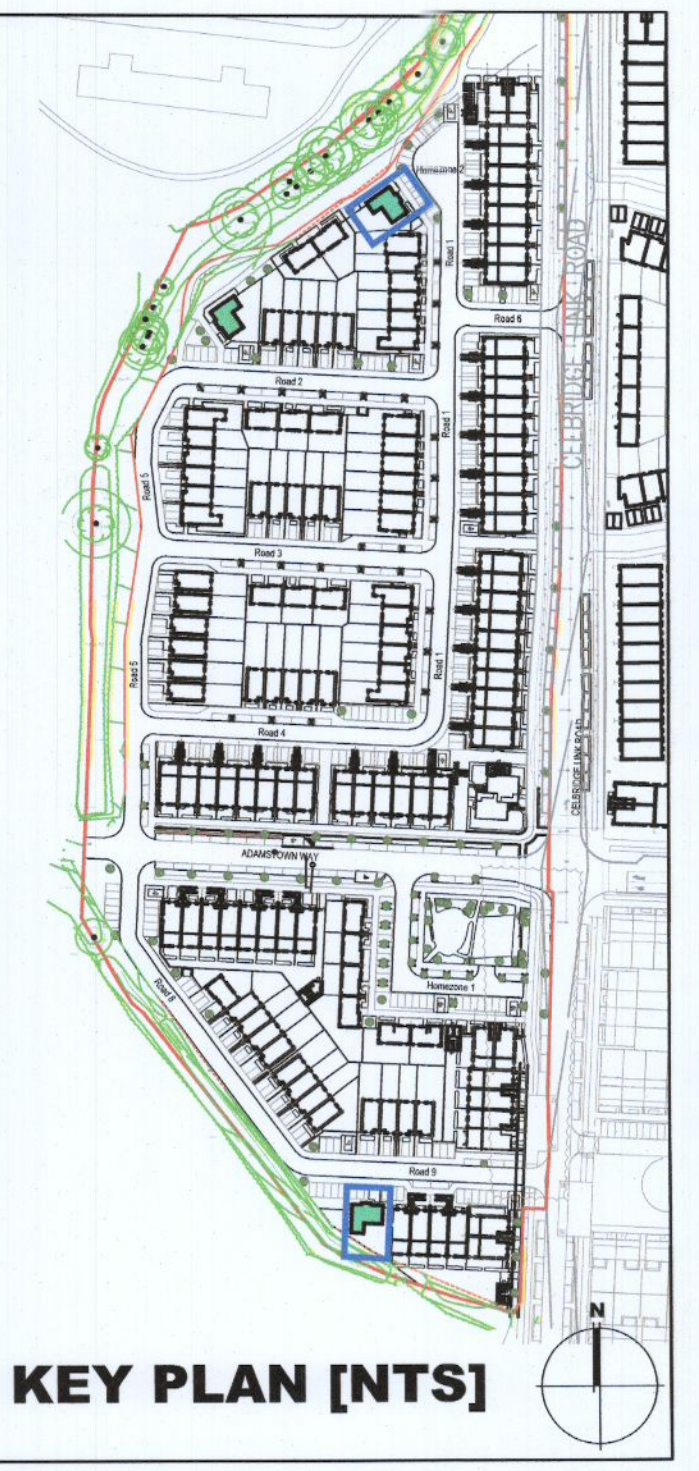 Homezone 2
Road 1
CELBRIDGE LINK ROAD
Road 6
Road 2
Road 1
Road 5
Road 3
Road 5
Road 1
Road 4
CELBRIDGE LINK ROAD
ADAMSTOWN WAY
Homezone 1
Road 8
Road 9
N
KEY PLAN [NTS]